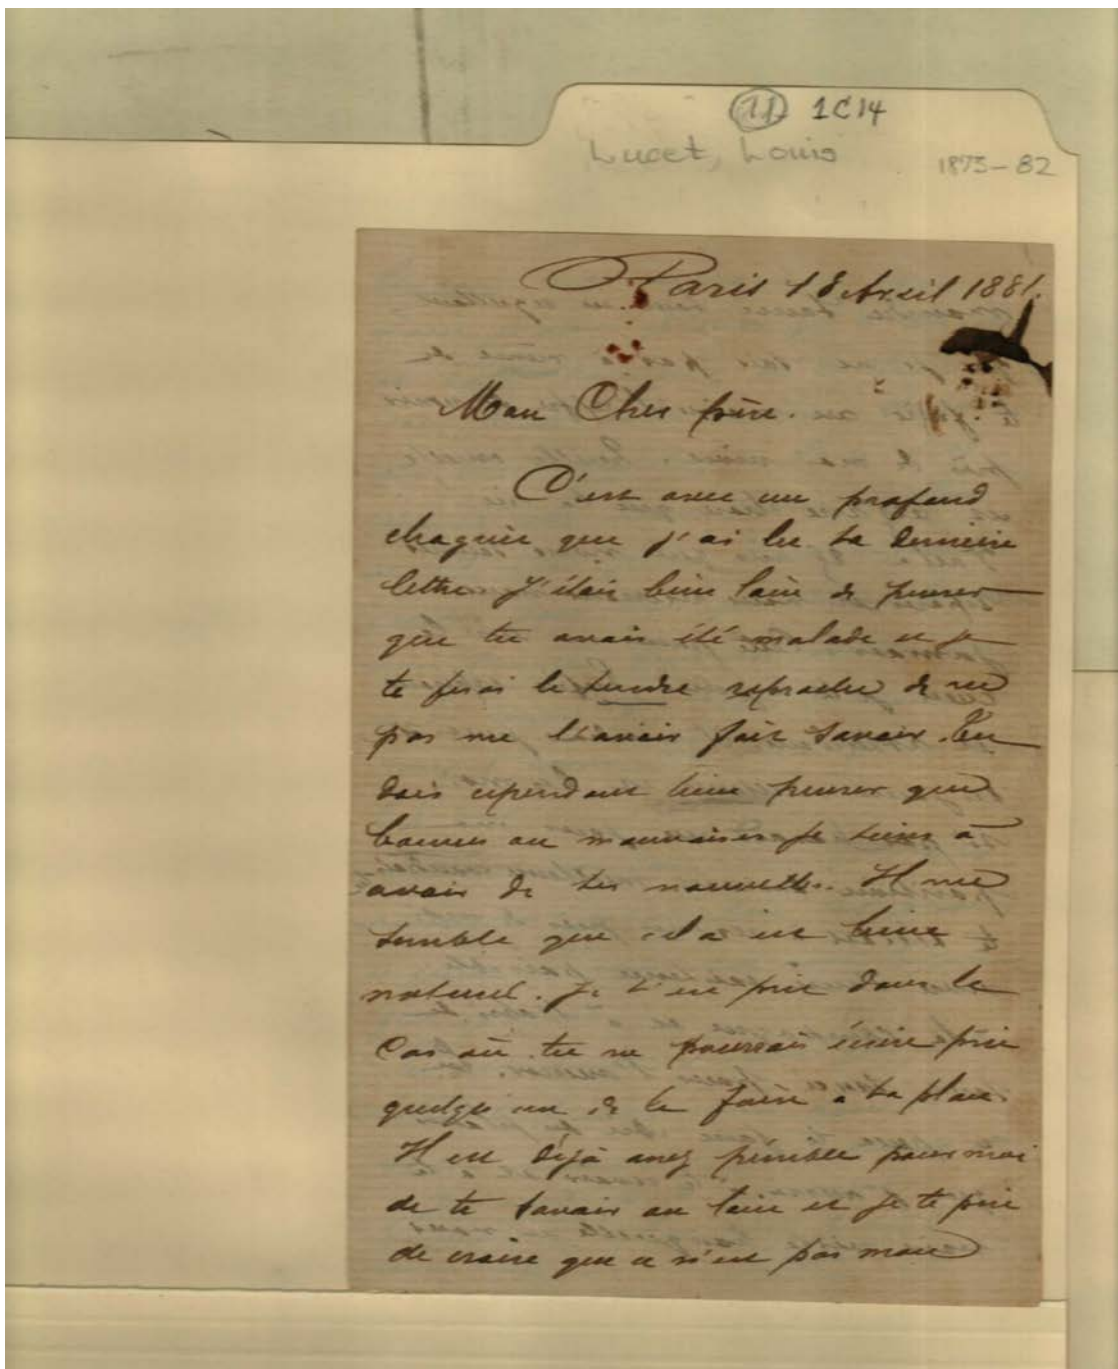 11 1C14
Lucet, Louis
1875-82
Paris 18 Avril 1881.
Mon Cher père.
C'est avec un profond
chagrin que j'ai lu ta dernière
lettre j'étais bien loin de penser
que tu avais été malade et je
te ferai le tendre reproche de ne
pas me l'avoir fait savoir. Tu
dois cependant bien penser que
bonnes ou mauvaises je tiens à
avoir de tes nouvelles. Il me
semble que cela est bien
naturel. Je t'en prie dans le
cas où tu ne pourrais écrire prie
quelqu'un de le faire à ta place.
Il est déjà assez pénible pour moi
de te savoir au loin et je te prie
de croire que ce n'est pas mon